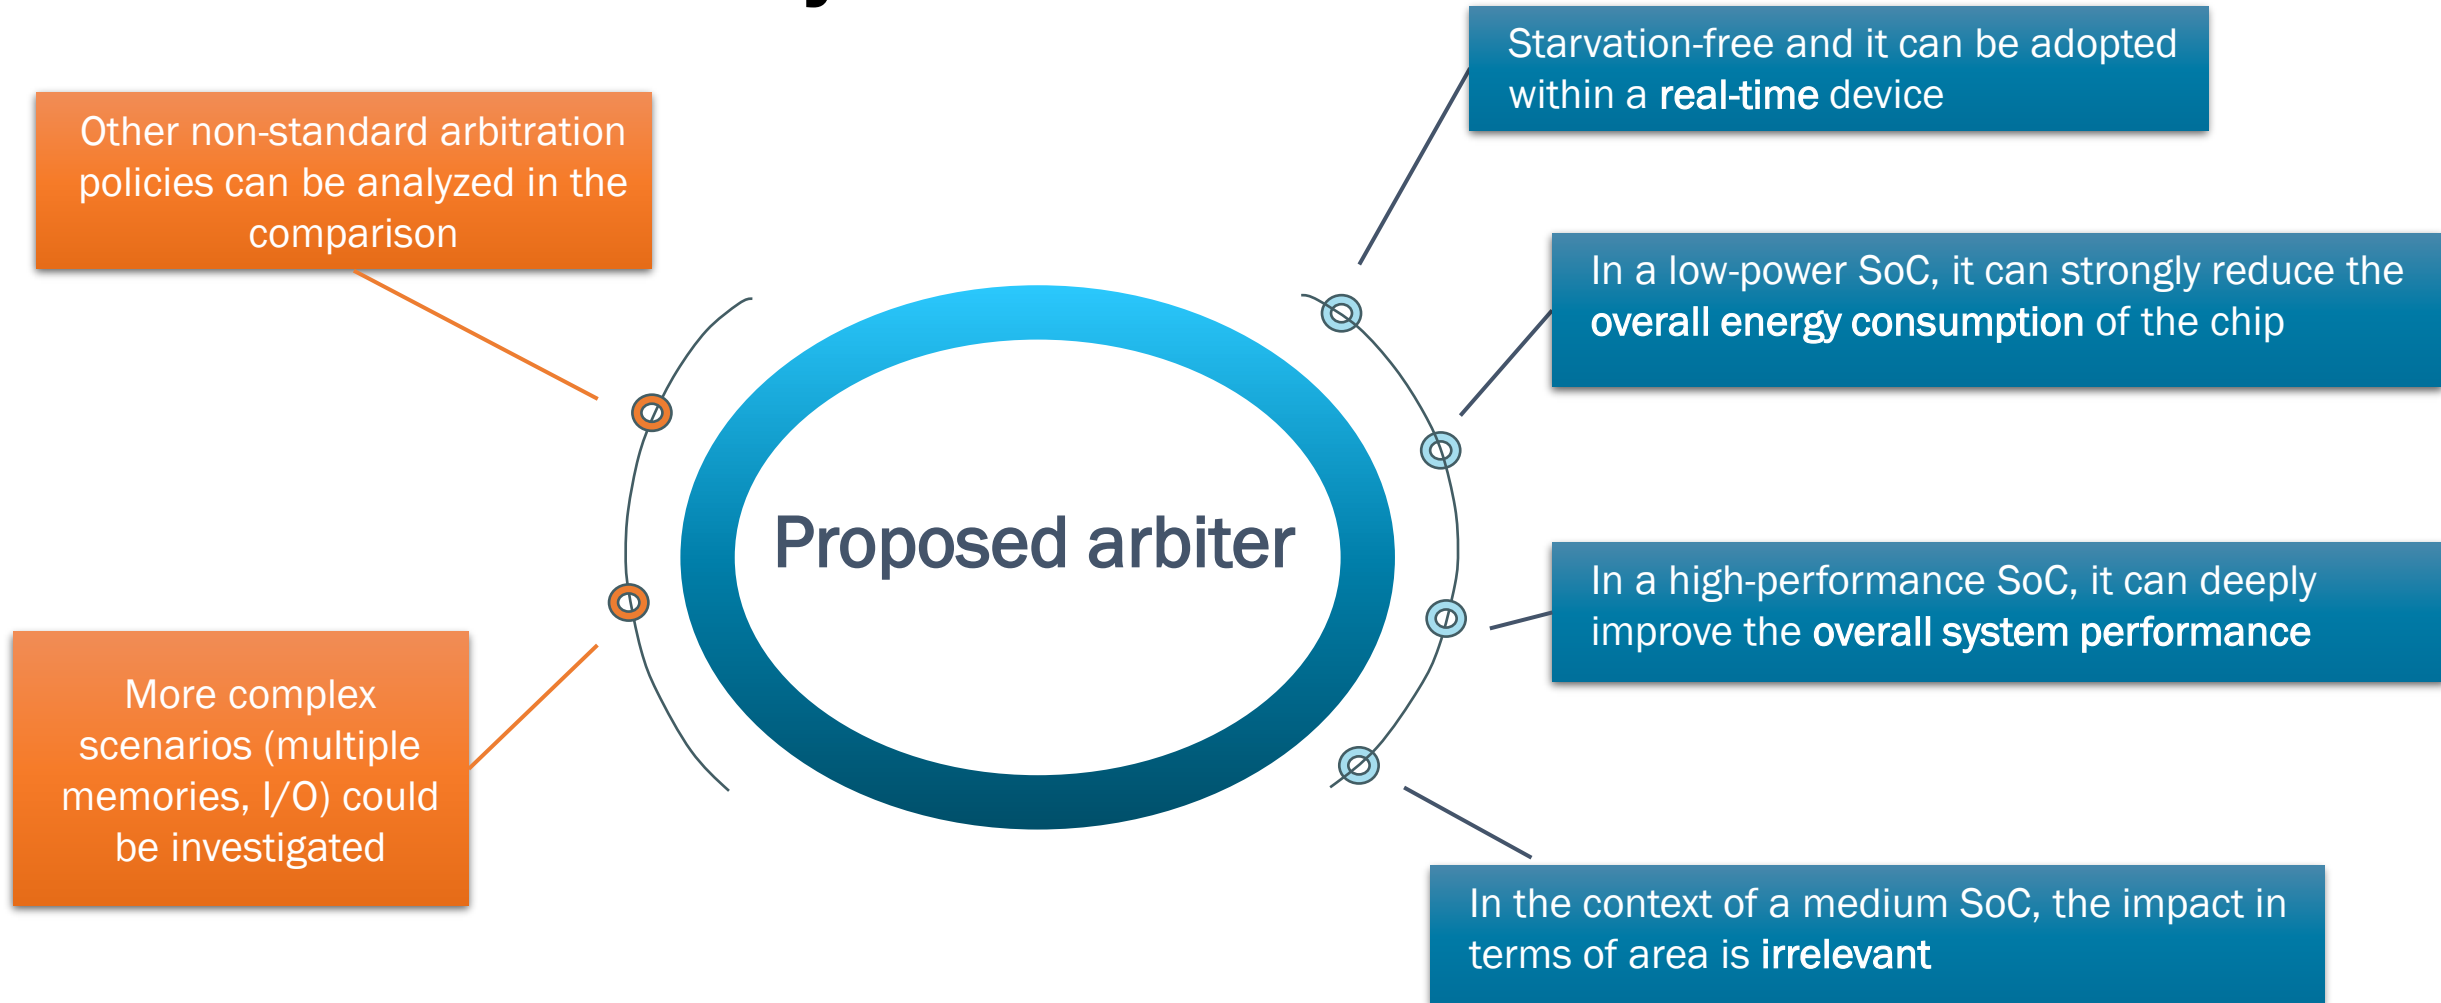 Other non-standard arbitration
policies can be analyzed in the
comparison
More complex
scenarios (multiple
memories, I/O) could
be investigated
Proposed arbiter
Starvation-free and it can be adopted
within a real-time device
In a low-power SoC, it can strongly reduce the
overall energy consumption of the chip
In a high-performance SoC, it can deeply
improve the overall system performance
In the context of a medium SoC, the impact in
terms of area is irrelevant